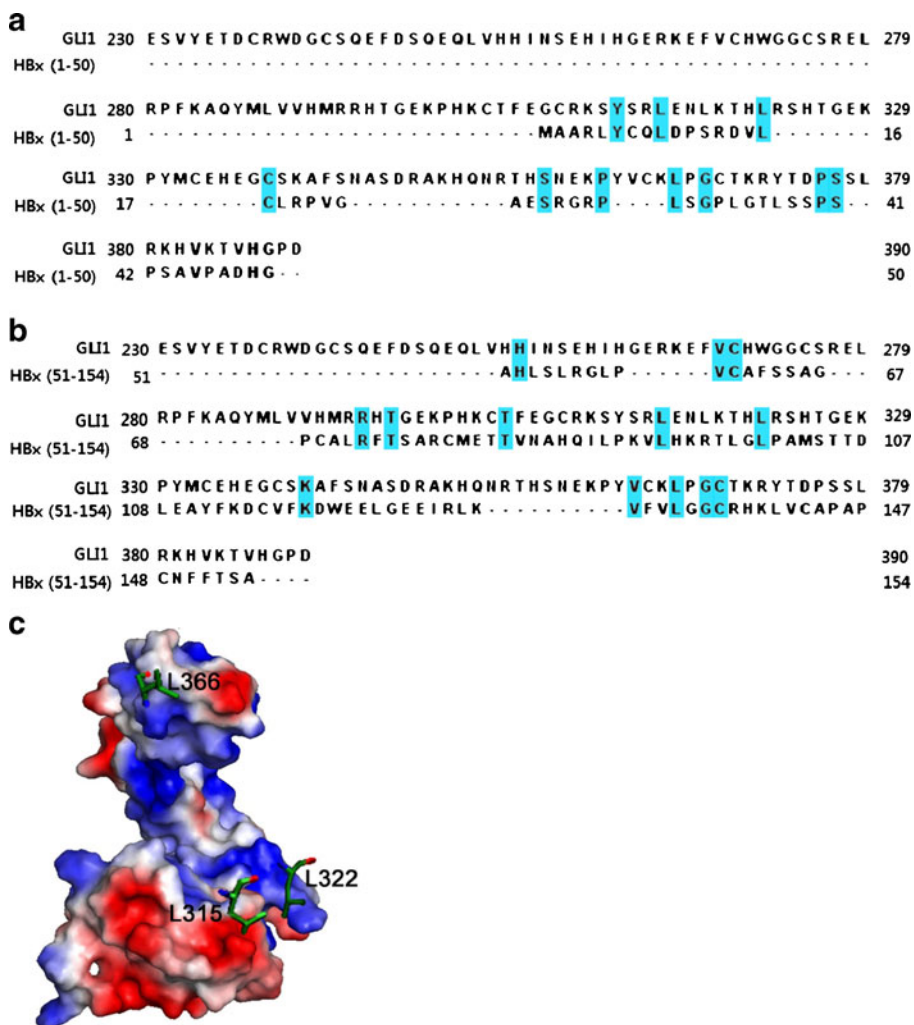 a
GLI1 230 ESVYETDCRWDGCSQEFDSQEQLVHHINSEHIHGERKEFVCHWGGCSREL 279
HBx (1-50) ..................................................
GLI1 280 RPFKAQYMLVVHMRRHTGEKPHKCTFEGCRKSYSRLENLKTHLRSHTGEK 329
HBx (1-50) 1 ...........................MAARLYCQLDPSRDVL....... 16
GLI1 330 PYMCEHEGCSKAFSNASDRAKHQNRTHSNEKPYVCKLPGCTKRYTDPSSL 379
HBx (1-50) 17 ........CLRPVG...........AESRGRP....LSGPLGTLSSPS.. 41
GLI1 380 RKHVKTVHGPD 390
HBx (1-50) 42 PSAVPADHG.. 50
b
GLI1 230 ESVYETDCRWDGCSQEFDSQEQLVHHINSEHIHGERKEFVCHWGGCSREL 279
HBx (51-154) 51 ........................AHLSLRGLP......VCAFSSAG... 67
GLI1 280 RPFKAQYMLVVHMRRHTGEKPHKCTFEGCRKSYSRLENLKTHLRSHTGEK 329
HBx (51-154) 68 ..........PCALRFTSARCMETTVNAHQILPKVLHKRTLGLPAMSTTD 107
GLI1 330 PYMCEHEGCSKAFSNASDRAKHQNRTHSNEKPYVCKLPGCTKRYTDPSSL 379
HBx (51-154) 108 LEAYFKDCVFKDWEELGEEIRLK..........VFVLGGCRHKLVCAPAP 147
GLI1 380 RKHVKTVHGPD 390
HBx (51-154) 148 CNFFTSA.... 154
c
L366
L322
L315